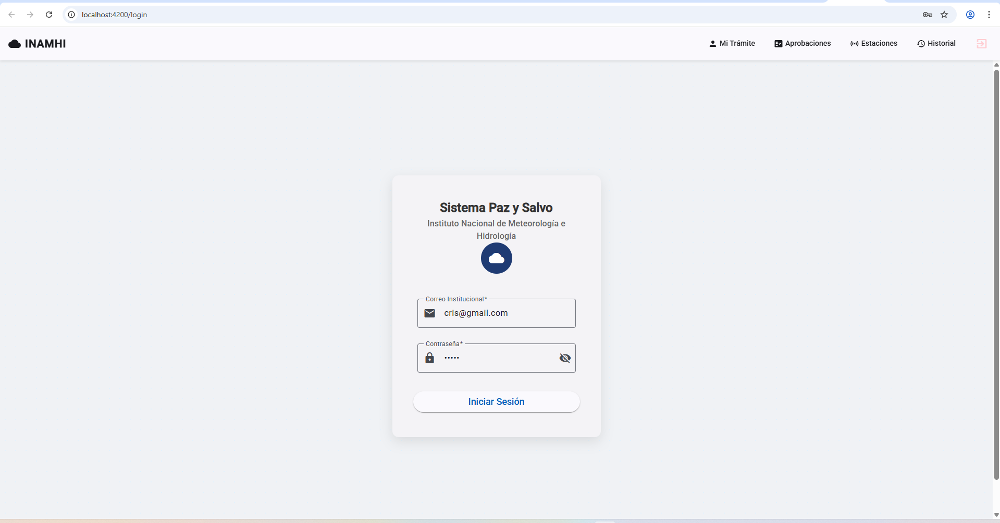 localhost:4200/login
INAMHI
Mi Trámite
Aprobaciones
Estaciones
Historial
Sistema Paz y Salvo
Instituto Nacional de Meteorología e
Hidrología
Correo Institucional*
cris@gmail.com
Contraseña*
•••••
Iniciar Sesión